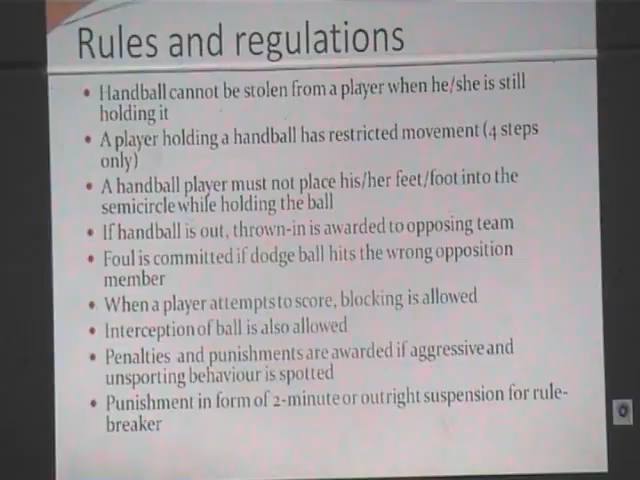 Rules and regulations
• Handball cannot be stolen from a player when he/she is still
holding it
• A player holding a handball has restricted movement (4 steps
only)
• A handball player must not place his/her feet/foot into the
semicircle while holding the ball
• If handball is out, thrown-in is awarded to opposing team
• Foul is committed if dodge ball hits the wrong opposition
member
• When a player attempts to score, blocking is allowed
• Interception of ball is also allowed
• Penalties and punishments are awarded if aggressive and
unsporting behaviour is spotted
• Punishment in form of 2-minute or outright suspension for rule-
breaker